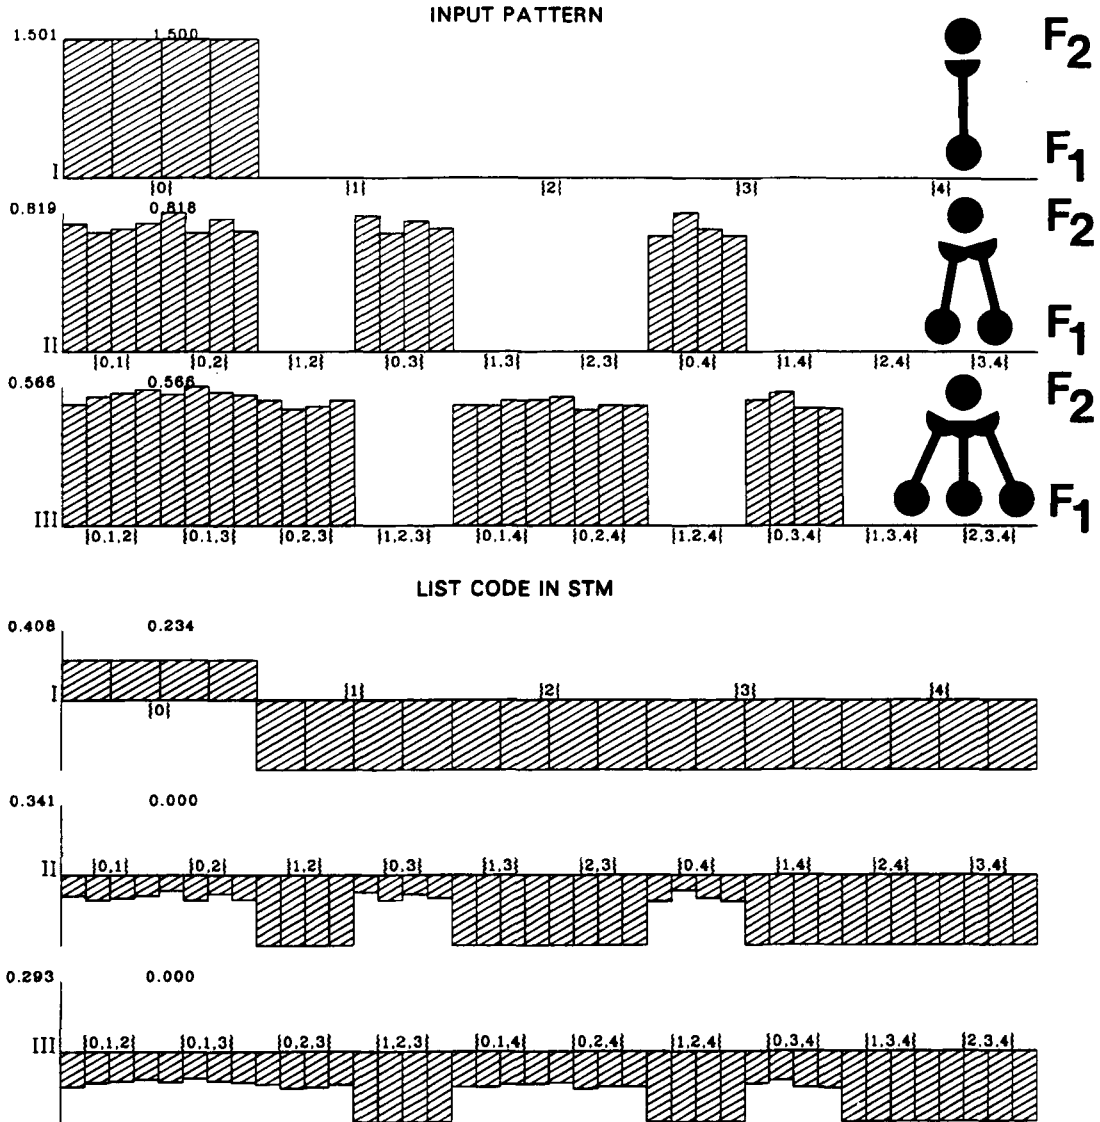 INPUT PATTERN
1.501 1.500
F2
I
F1
{0} {1} {2} {3} {4}
0.819 0.818
F2
II
F1
{0,1} {0,2} {1,2} {0,3} {1,3} {2,3} {0,4} {1,4} {2,4} {3,4}
0.566 0.566
F2
III
F1
{0,1,2} {0,1,3} {0,2,3} {1,2,3} {0,1,4} {0,2,4} {1,2,4} {0,3,4} {1,3,4} {2,3,4}
LIST CODE IN STM
0.408 0.234
I {1} {2} {3} {4}
{0}
0.341 0.000
II {0,1} {0,2} {1,2} {0,3} {1,3} {2,3} {0,4} {1,4} {2,4} {3,4}
0.293 0.000
III {0,1,2} {0,1,3} {0,2,3} {1,2,3} {0,1,4} {0,2,4} {1,2,4} {0,3,4} {1,3,4} {2,3,4}